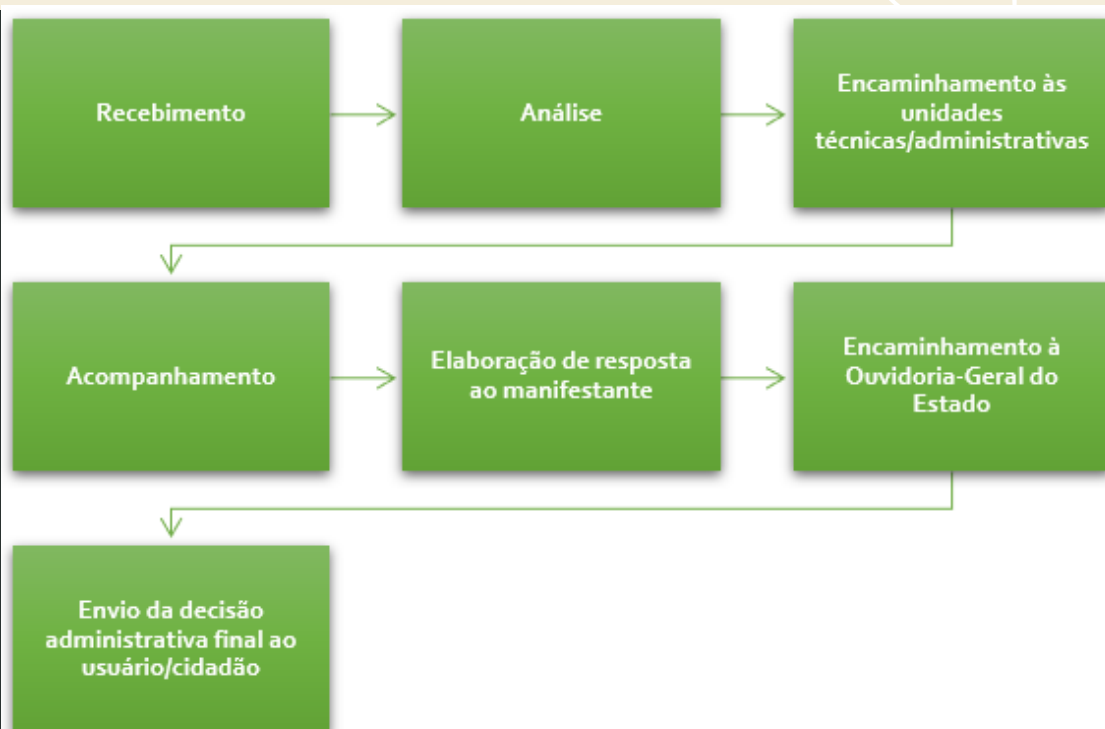 Recebimento
Análise
Encaminhamento às
unidades
técnicas/administrativas
Acompanhamento
Elaboração de resposta
ao manifestante
Encaminhamento à
Ouvidoria-Geral do
Estado
Envio da decisão
administrativa final ao
usuário/cidadão